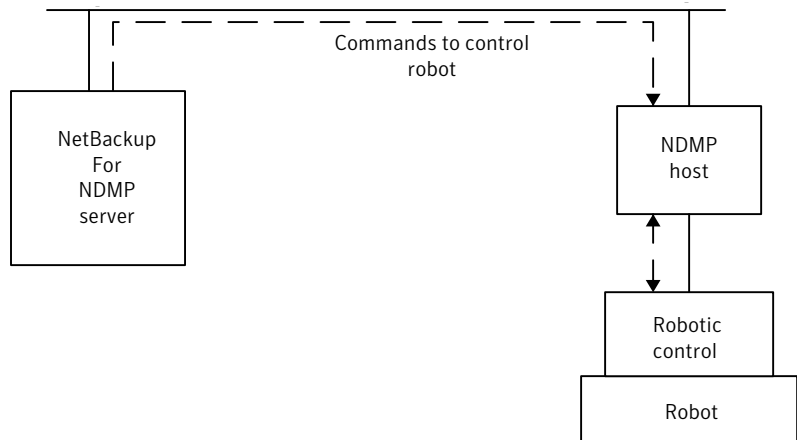 Commands to control
robot
NetBackup
For
NDMP
server
NDMP
host
Robotic
control
Robot